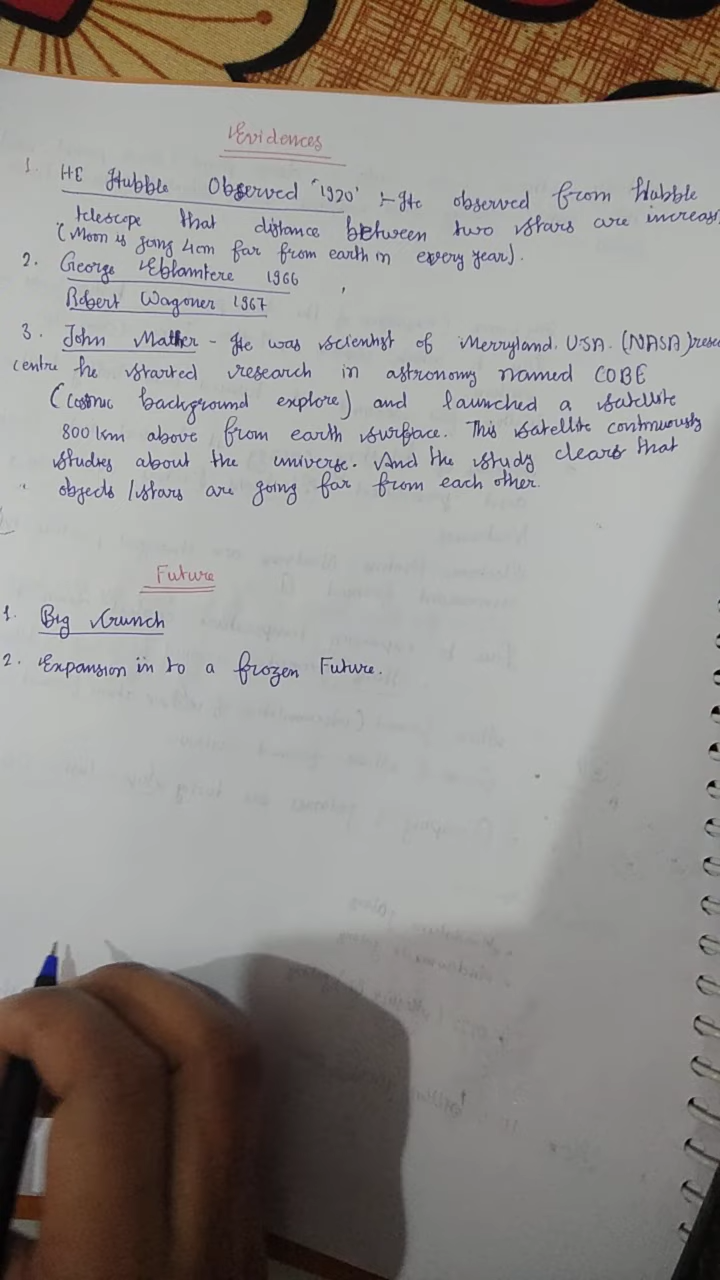 Evidences
1. HE Hubble Observed '1920' :- He observed from Hubble
telescope that distance between two stars are increas
(Moon is going 4cm far from earth in every year).
2. George Eblamtere 1966
Robert Wagoner 1967
3. John Mather - He was scientist of Merryland. U.S.A. (NASA) rese
centre he started research in astronomy named COBE
(cosmic background explore) and launched a satellite
800 km above from earth surface. This satellite continuously
studies about the universe. And the study clears that
objects / stars are going far from each other.
Future
1. Big Crunch
2. Expansion in to a frozen Future.